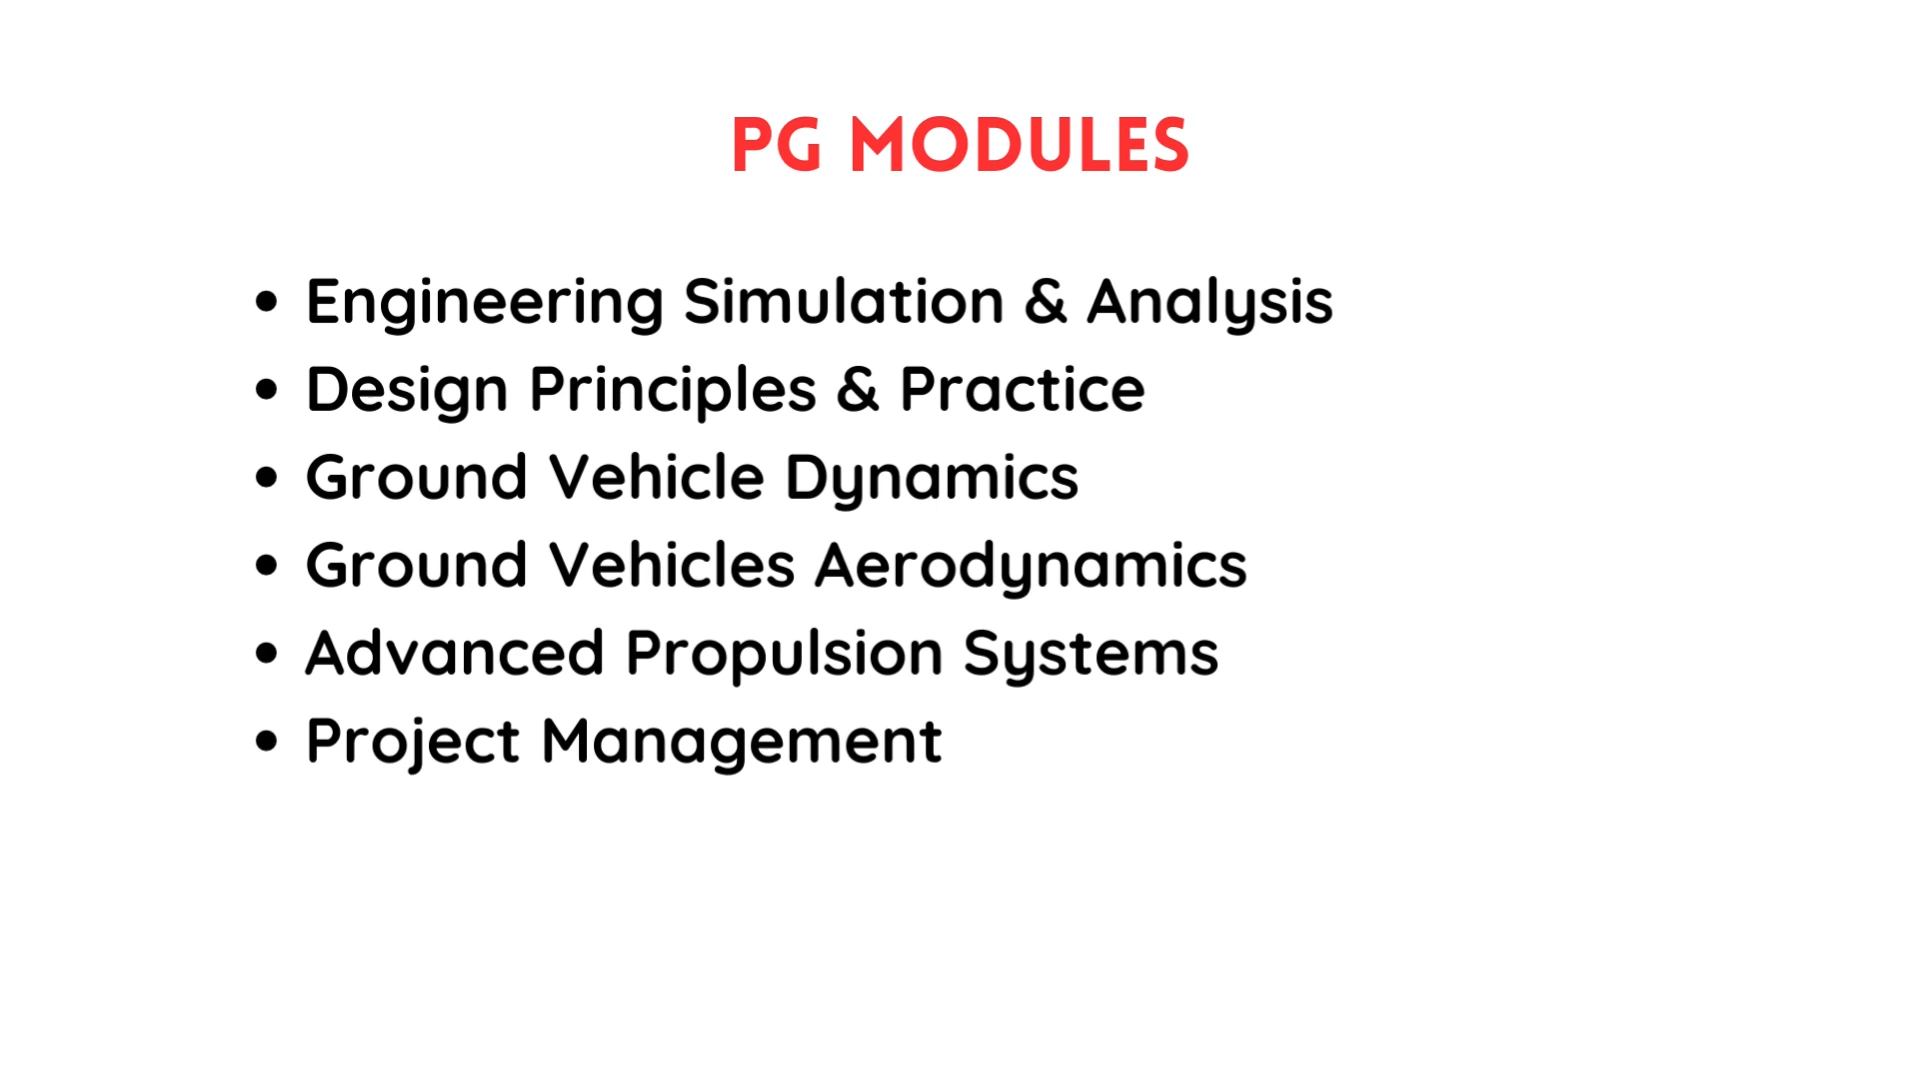 PG MODULES
• Engineering Simulation & Analysis
• Design Principles & Practice
• Ground Vehicle Dynamics
• Ground Vehicles Aerodynamics
• Advanced Propulsion Systems
• Project Management